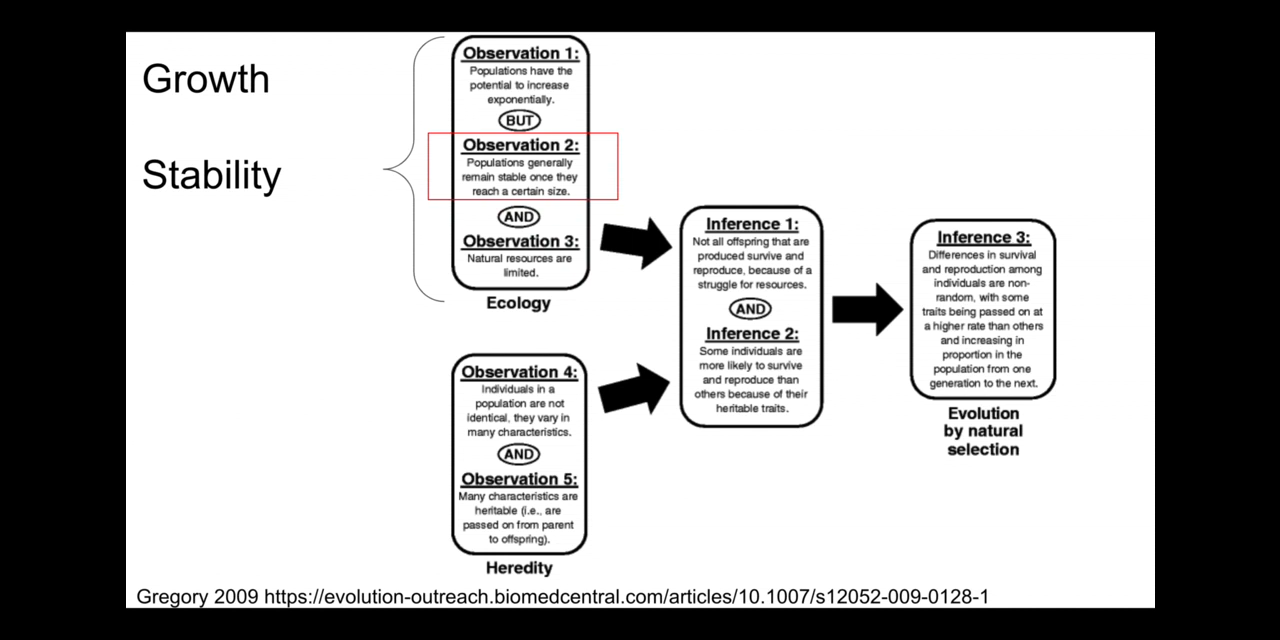 Growth
Stability
Observation 1:
Populations have the
potential to increase
exponentially.
BUT
Observation 2:
Populations generally
remain stable once they
reach a certain size.
AND
Observation 3:
Natural resources are
limited.
Ecology
Observation 4:
Individuals in a
population are not
identical, they vary in
many characteristics.
AND
Observation 5:
Many characteristics are
heritable (i.e., are
passed on from parent
to offspring).
Heredity
Inference 1:
Not all offspring that are
produced survive and
reproduce, because of a
struggle for resources.
AND
Inference 2:
Some individuals are
more likely to survive
and reproduce than
others because of their
heritable traits.
Inference 3:
Differences in survival
and reproduction among
individuals are non-
random, with some
traits being passed on at
a higher rate than others
and increasing in
proportion in the
population from one
generation to the next.
Evolution
by natural
selection
Gregory 2009 https://evolution-outreach.biomedcentral.com/articles/10.1007/s12052-009-0128-1